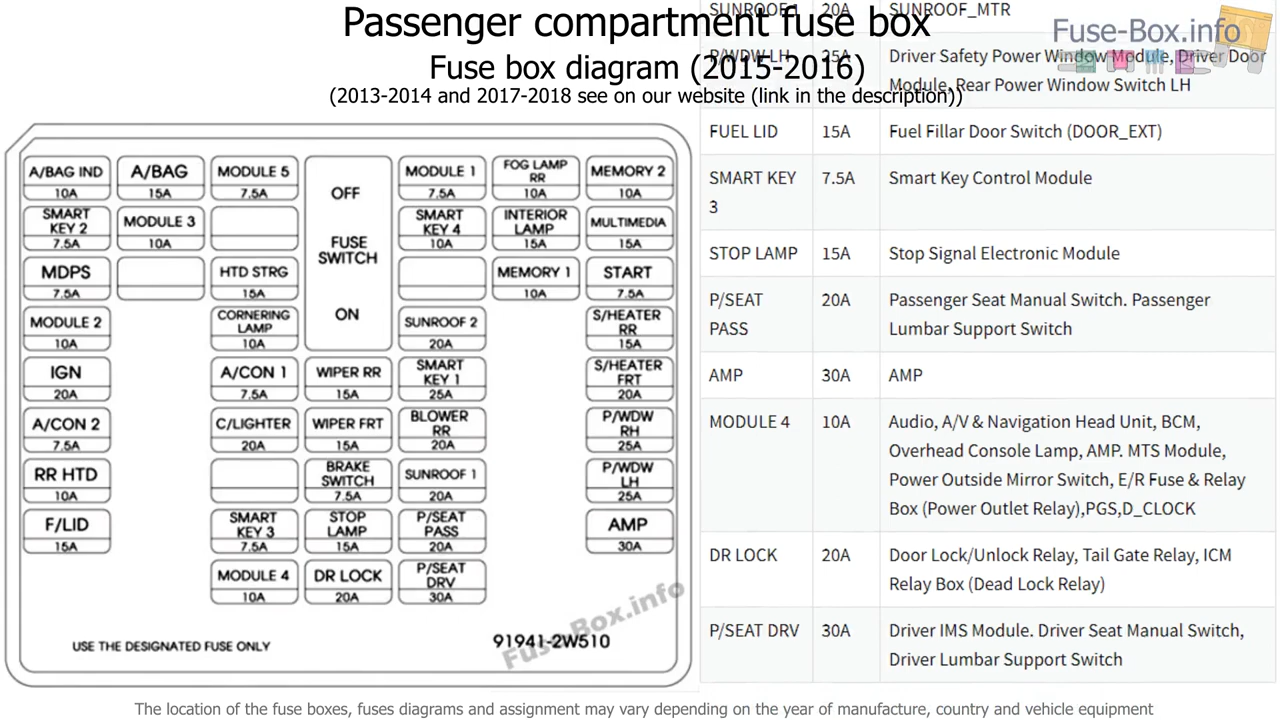 Passenger compartment fuse box
Fuse box diagram (2015-2016)
(2013-2014 and 2017-2018 see on our website (link in the description))
Fuse-Box.info
A/BAG IND
10A
A/BAG
15A
MODULE 5
7.5A
OFF
FUSE
SWITCH
ON
MODULE 1
7.5A
FOG LAMP
RR
10A
MEMORY 2
10A
SMART
KEY 2
7.5A
MODULE 3
10A
SMART
KEY 4
10A
INTERIOR
LAMP
15A
MULTIMEDIA
15A
MDPS
7.5A
HTD STRG
15A
MEMORY 1
10A
START
7.5A
MODULE 2
10A
CORNERING
LAMP
10A
SUNROOF 2
20A
S/HEATER
RR
15A
IGN
20A
A/CON 1
7.5A
WIPER RR
15A
SMART
KEY 1
25A
S/HEATER
FRT
20A
A/CON 2
7.5A
C/LIGHTER
20A
WIPER FRT
15A
BLOWER
RR
20A
P/WDW
RH
25A
RR HTD
10A
BRAKE
SWITCH
7.5A
SUNROOF 1
20A
P/WDW
LH
25A
F/LID
15A
SMART
KEY 3
7.5A
STOP
LAMP
15A
P/SEAT
PASS
20A
AMP
30A
MODULE 4
10A
DR LOCK
20A
P/SEAT
DRV
30A
USE THE DESIGNATED FUSE ONLY
91941-2W510
Fuse-Box.info
SUNROOF 1 20A SUNROOF_MTR
P/WDW LH 25A Driver Safety Power Window Module, Driver Door
Module, Rear Power Window Switch LH
FUEL LID 15A Fuel Fillar Door Switch (DOOR_EXT)
SMART KEY 7.5A Smart Key Control Module
3
STOP LAMP 15A Stop Signal Electronic Module
P/SEAT 20A Passenger Seat Manual Switch. Passenger
PASS Lumbar Support Switch
AMP 30A AMP
MODULE 4 10A Audio, A/V & Navigation Head Unit, BCM,
Overhead Console Lamp, AMP. MTS Module,
Power Outside Mirror Switch, E/R Fuse & Relay
Box (Power Outlet Relay),PGS,D_CLOCK
DR LOCK 20A Door Lock/Unlock Relay, Tail Gate Relay, ICM
Relay Box (Dead Lock Relay)
P/SEAT DRV 30A Driver IMS Module. Driver Seat Manual Switch,
Driver Lumbar Support Switch
The location of the fuse boxes, fuses diagrams and assignment may vary depending on the year of manufacture, country and vehicle equipment